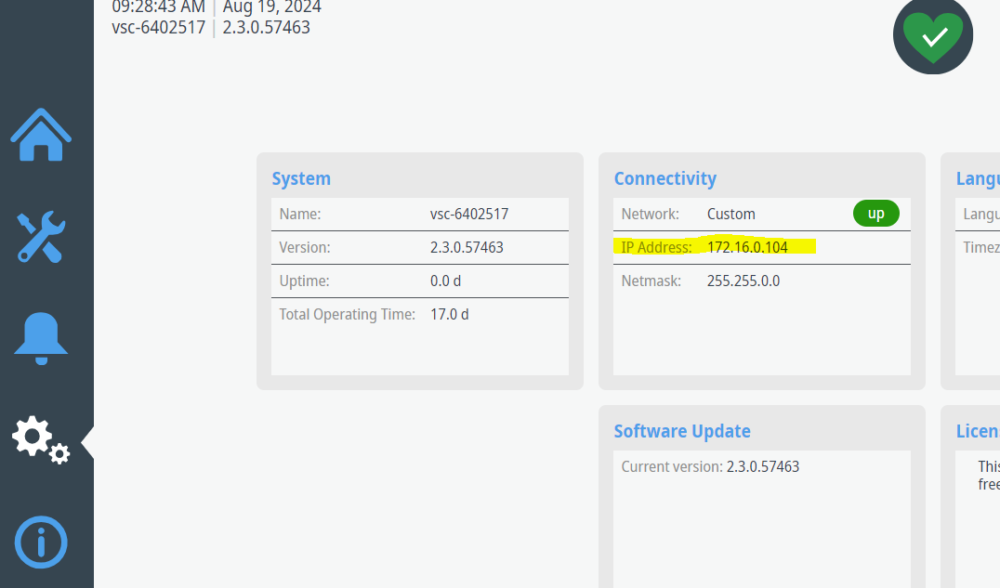 09:28:43 AM | Aug 19, 2024
vsc-6402517 | 2.3.0.57463
System
Name: vsc-6402517
Version: 2.3.0.57463
Uptime: 0.0 d
Total Operating Time: 17.0 d
Connectivity
Network: Custom up
IP Address: 172.16.0.104
Netmask: 255.255.0.0
Software Update
Current version: 2.3.0.57463
Langu
Langu
Timez
Licen
This
free